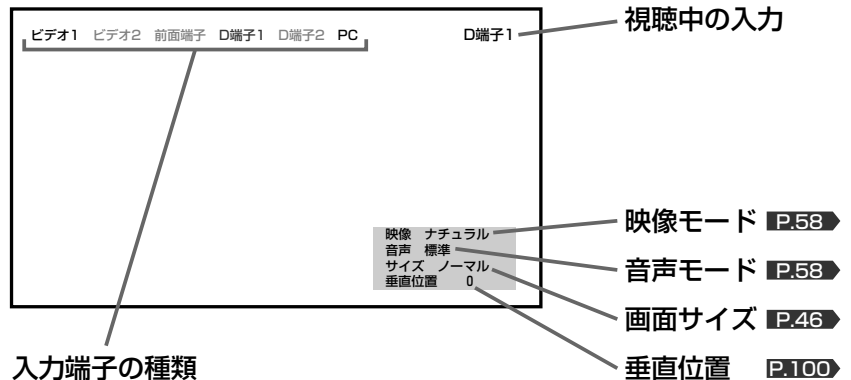 ビデオ1 ビデオ2 前面端子 D端子1 D端子2 PC
D端子1
視聴中の入力
映像 ナチュラル
音声 標準
サイズ ノーマル
垂直位置 0
映像モード P.58
音声モード P.58
画面サイズ P.46
垂直位置 P.100
入力端子の種類